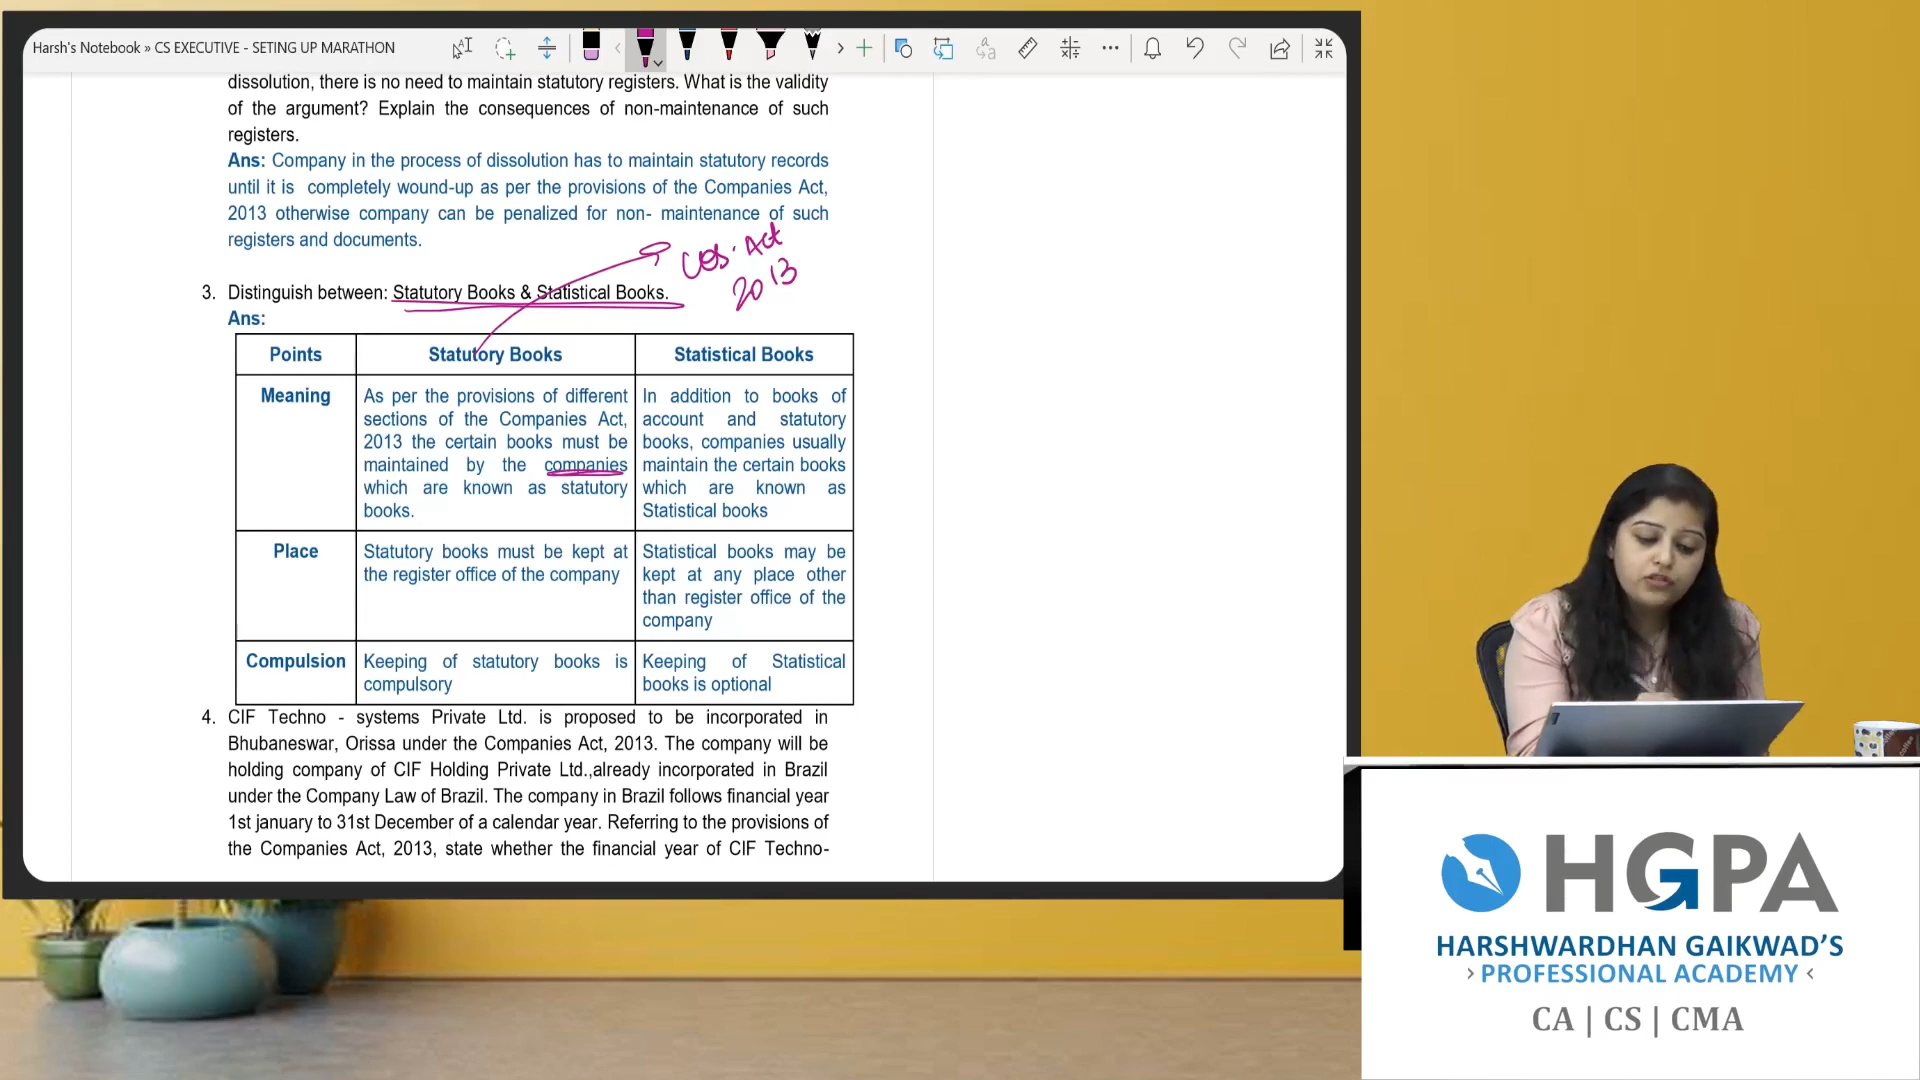 Harsh's Notebook » CS EXECUTIVE - SETING UP MARATHON
dissolution, there is no need to maintain statutory registers. What is the validity
of the argument? Explain the consequences of non-maintenance of such
registers.
Ans: Company in the process of dissolution has to maintain statutory records
until it is completely wound-up as per the provisions of the Companies Act,
2013 otherwise company can be penalized for non- maintenance of such
registers and documents.
Cos. Act
2013
3. Distinguish between: Statutory Books & Statistical Books.
Ans:
Points Statutory Books Statistical Books
Meaning
As per the provisions of different
sections of the Companies Act,
2013 the certain books must be
maintained by the companies
which are known as statutory
books.
In addition to books of
account and statutory
books, companies usually
maintain the certain books
which are known as
Statistical books
Place
Statutory books must be kept at
the register office of the company
Statistical books may be
kept at any place other
than register office of the
company
Compulsion
Keeping of statutory books is
compulsory
Keeping of Statistical
books is optional
4. CIF Techno - systems Private Ltd. is proposed to be incorporated in
Bhubaneswar, Orissa under the Companies Act, 2013. The company will be
holding company of CIF Holding Private Ltd.,already incorporated in Brazil
under the Company Law of Brazil. The company in Brazil follows financial year
1st january to 31st December of a calendar year. Referring to the provisions of
the Companies Act, 2013, state whether the financial year of CIF Techno-
HGPA
HARSHWARDHAN GAIKWAD'S
› PROFESSIONAL ACADEMY ‹
CA | CS | CMA